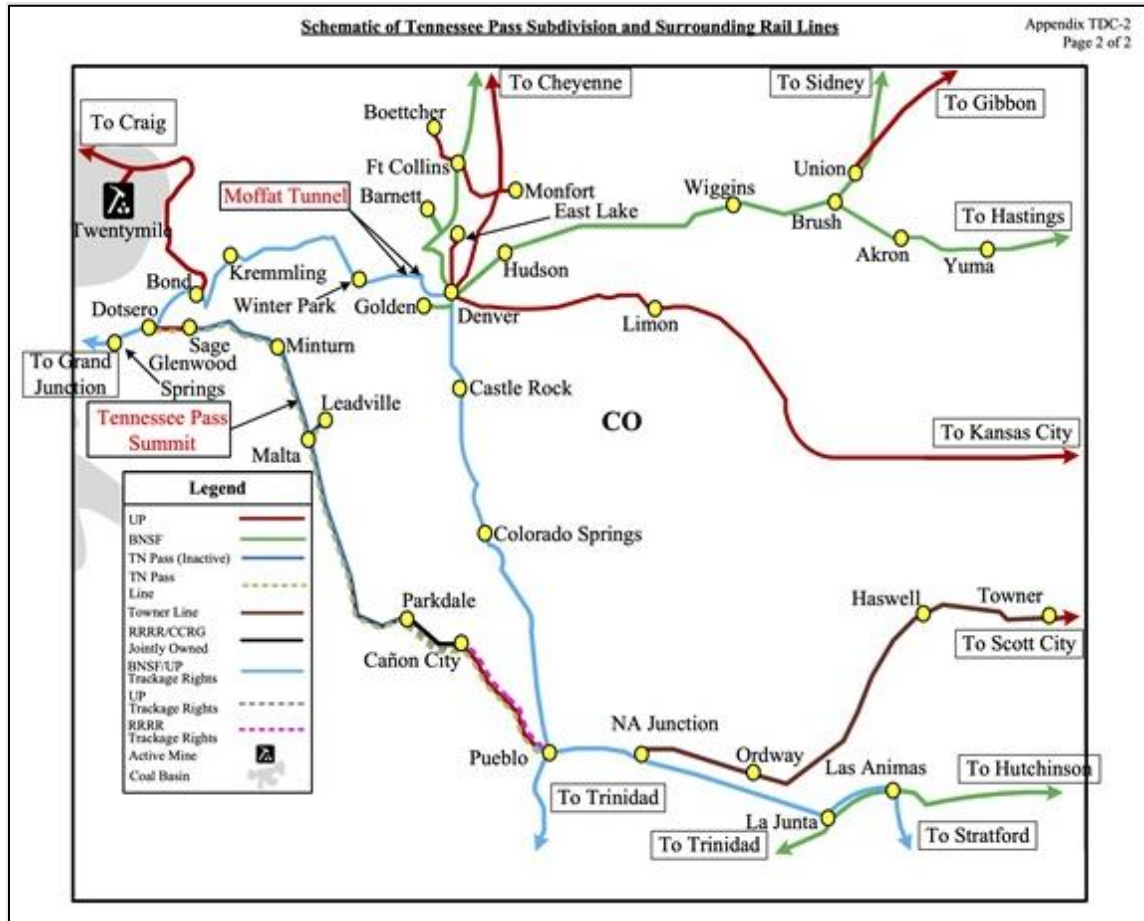 Schematic of Tennessee Pass Subdivision and Surrounding Rail Lines
Appendix TDC-2
Page 2 of 2
To Cheyenne
To Sidney
To Gibbon
To Craig
Boettcher
Ft Collins
Union
Twentymile
Moffat Tunnel
Barnett
Monfort
Wiggins
East Lake
Brush
To Hastings
Kremmling
Hudson
Akron
Yuma
Bond
Winter Park
Golden
Denver
Limon
Dotsero
Sage
Minturn
To Grand
Junction
Glenwood
Springs
Castle Rock
Leadville
CO
Tennessee Pass
Summit
To Kansas City
Malta
Legend
UP
BNSF
TN Pass (Inactive)
TN Pass
Line
Towner Line
RRRR/CCRG
Jointly Owned
BNSF/UP
Trackage Rights
UP
Trackage Rights
RRRR
Trackage Rights
Active Mine
Coal Basin
Colorado Springs
Parkdale
Haswell
Towner
Cañon City
To Scott City
NA Junction
Pueblo
Ordway
Las Animas
To Hutchinson
To Trinidad
La Junta
To Trinidad
To Stratford